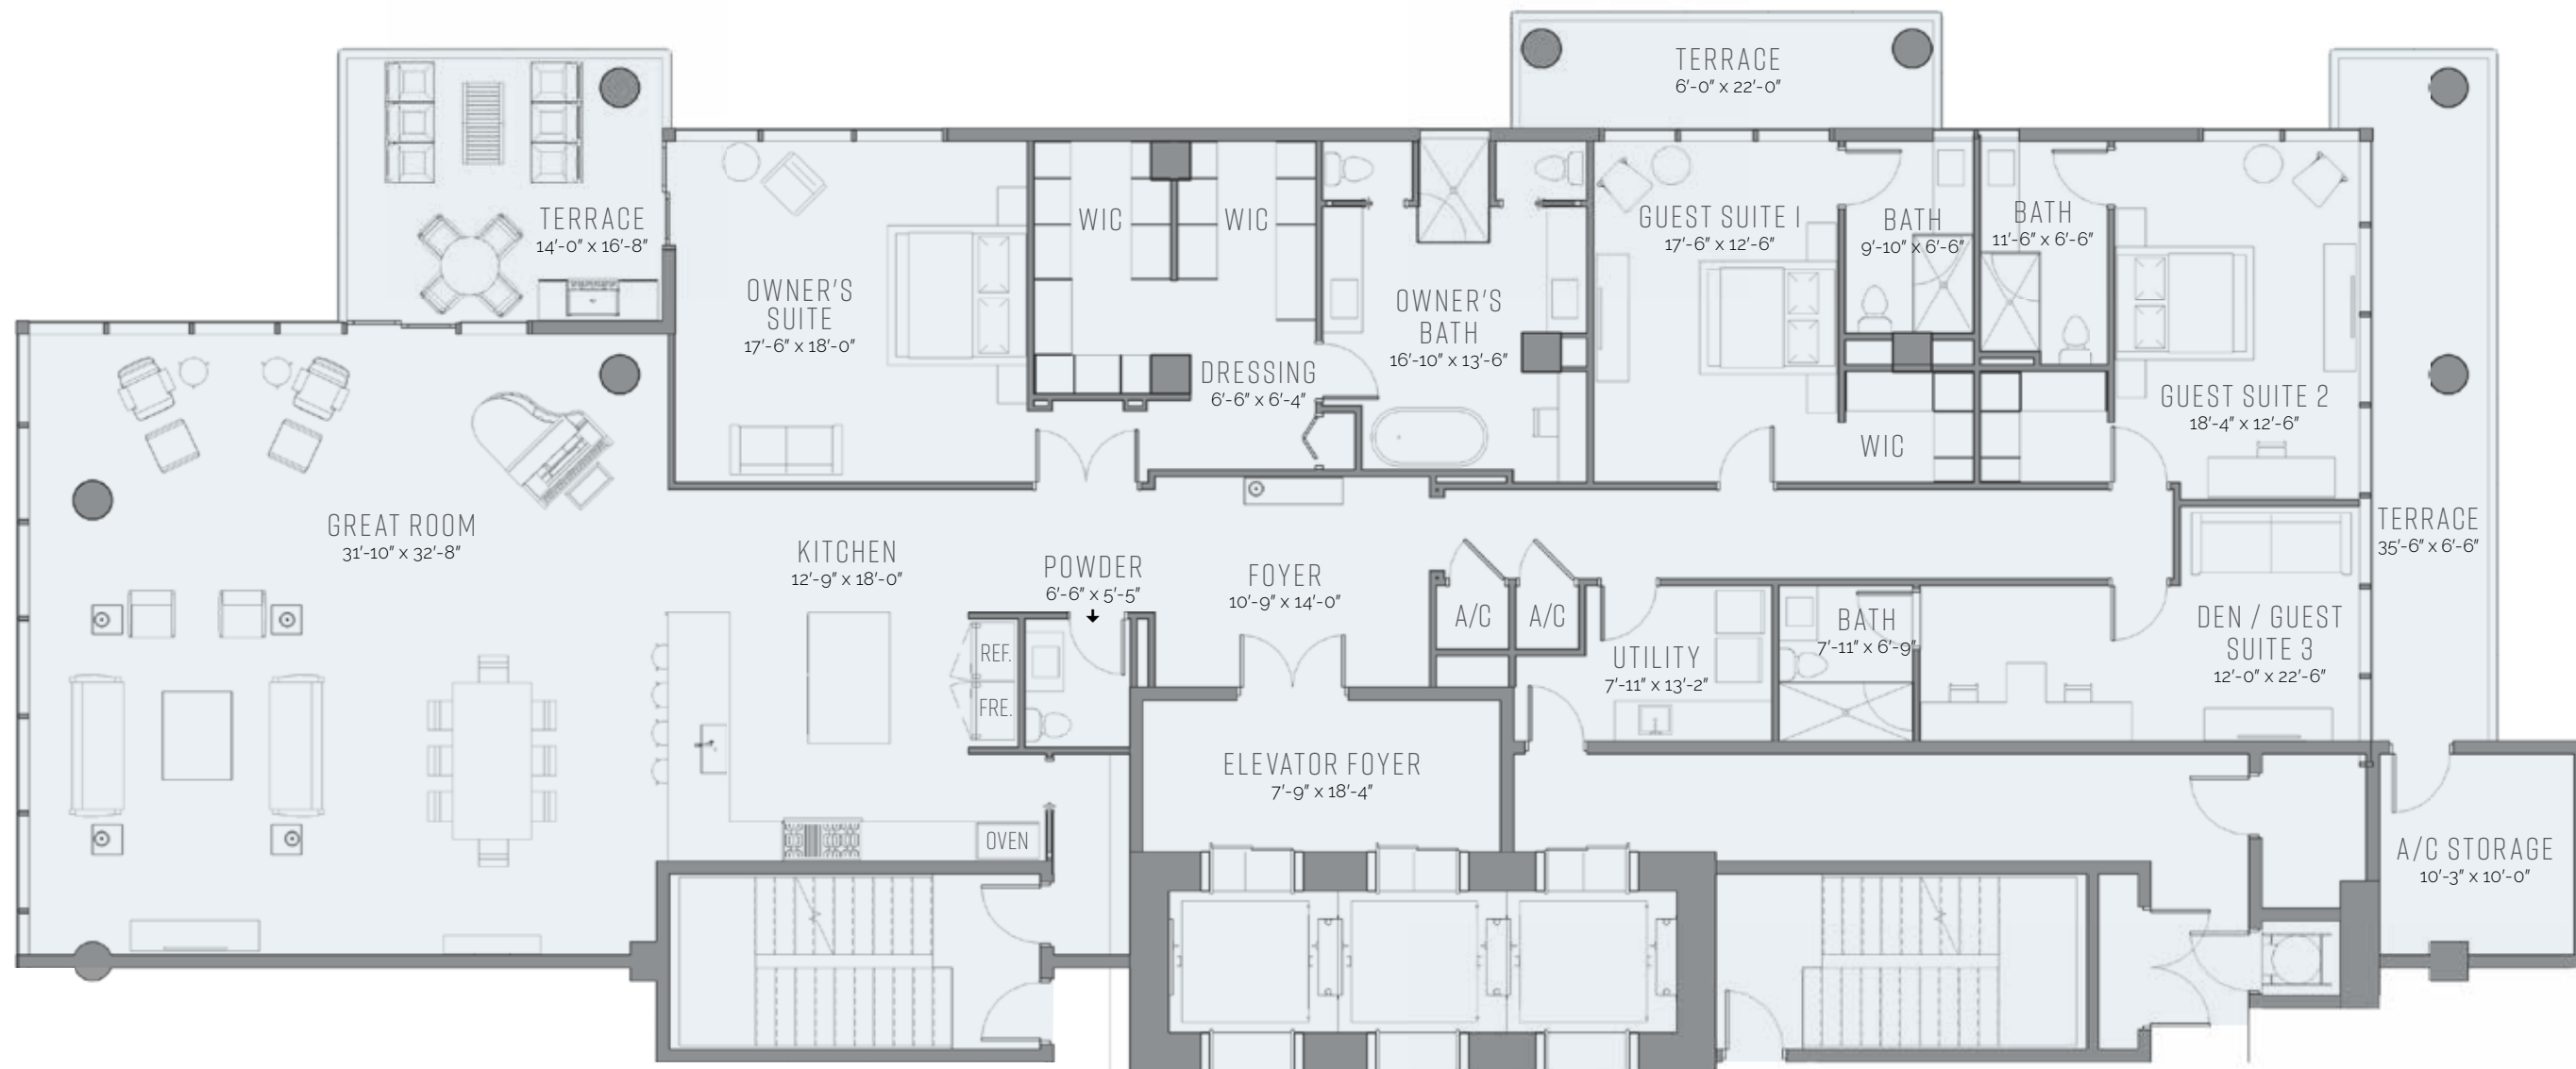 TERRACE
6'-0" x 22'-0"
TERRACE
14'-0" x 16'-8"
WIC
WIC
GUEST SUITE 1
17'-6" x 12'-6"
BATH
9'-10" x 6'-6"
BATH
11'-6" x 6'-6"
OWNER'S
SUITE
17'-6" x 18'-0"
OWNER'S
BATH
16'-10" x 13'-6"
DRESSING
6'-6" x 6'-4"
GUEST SUITE 2
18'-4" x 12'-6"
WIC
GREAT ROOM
31'-10" x 32'-8"
TERRACE
35'-6" x 6'-6"
KITCHEN
12'-9" x 18'-0"
POWDER
6'-6" x 5'-5"
FOYER
10'-9" x 14'-0"
A/C
A/C
BATH
7'-11" x 6'-9"
DEN / GUEST
SUITE 3
12'-0" x 22'-6"
REF.
FRE.
UTILITY
7'-11" x 13'-2"
ELEVATOR FOYER
7'-9" x 18'-4"
OVEN
A/C STORAGE
10'-3" x 10'-0"